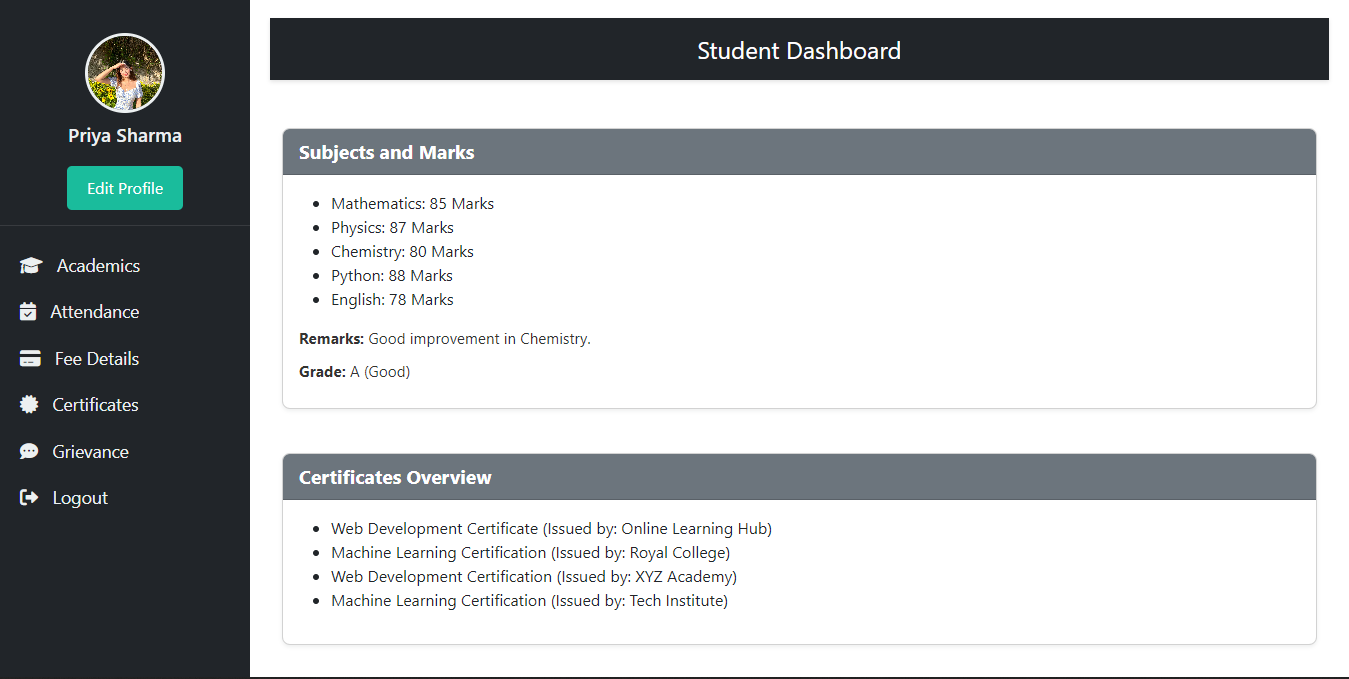 Priya Sharma
Edit Profile
Academics
Attendance
Fee Details
Certificates
Grievance
Logout
Student Dashboard
Subjects and Marks
Mathematics: 85 Marks
Physics: 87 Marks
Chemistry: 80 Marks
Python: 88 Marks
English: 78 Marks
Remarks: Good improvement in Chemistry.
Grade: A (Good)
Certificates Overview
Web Development Certificate (Issued by: Online Learning Hub)
Machine Learning Certification (Issued by: Royal College)
Web Development Certification (Issued by: XYZ Academy)
Machine Learning Certification (Issued by: Tech Institute)